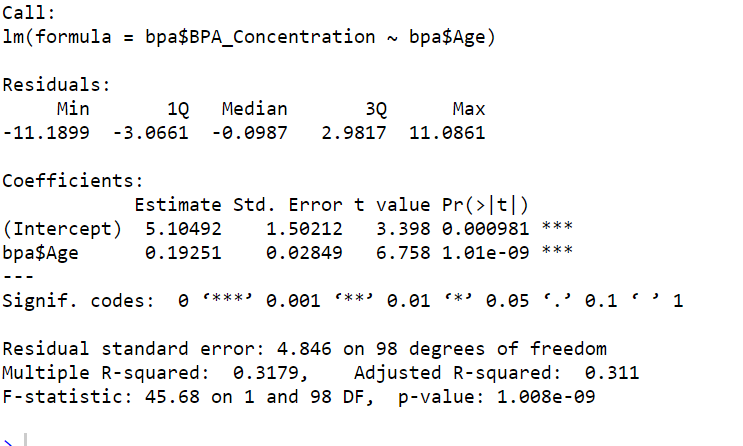 Call:
lm(formula = bpa$BPA_Concentration ~ bpa$Age)
Residuals:
     Min       1Q   Median       3Q      Max
-11.1899  -3.0661  -0.0987   2.9817  11.0861
Coefficients:
            Estimate Std. Error t value Pr(>|t|)
(Intercept)  5.10492    1.50212   3.398 0.000981 ***
bpa$Age      0.19251    0.02849   6.758 1.01e-09 ***
---
Signif. codes:  0 ‘***’ 0.001 ‘**’ 0.01 ‘*’ 0.05 ‘.’ 0.1 ‘ ’ 1
Residual standard error: 4.846 on 98 degrees of freedom
Multiple R-squared:  0.3179,    Adjusted R-squared:  0.311
F-statistic: 45.68 on 1 and 98 DF,  p-value: 1.008e-09
>